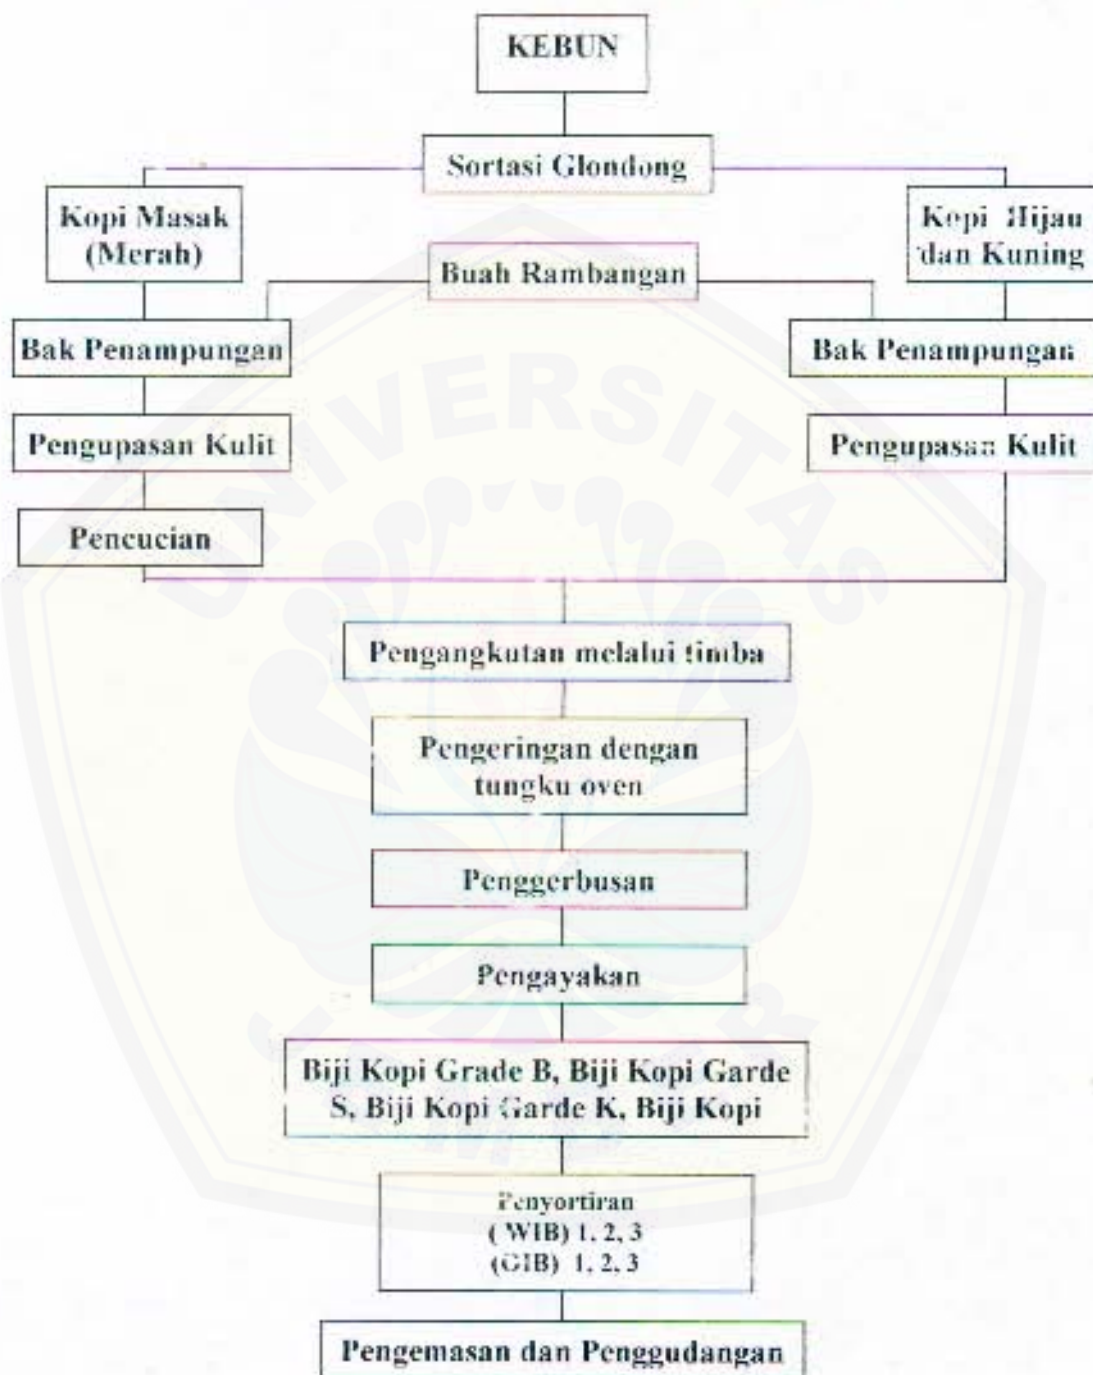 KEBUN
Sortasi Glondong
Kopi Masak
(Merah)
Kopi Hijau
dan Kuning
Buah Rambangan
Bak Penampungan
Bak Penampungan
Pengupasan Kulit
Pengupasan Kulit
Pencucian
Pengangkutan melalui timba
Pengeringan dengan
tungku oven
Penggerbusan
Pengayakan
Biji Kopi Grade B, Biji Kopi Garde
S, Biji Kopi Garde K, Biji Kopi
Penyortiran
( WIB) 1, 2, 3
(GIB) 1, 2, 3
Pengemasan dan Penggudangan
UNIVERSITAS
JEMBER